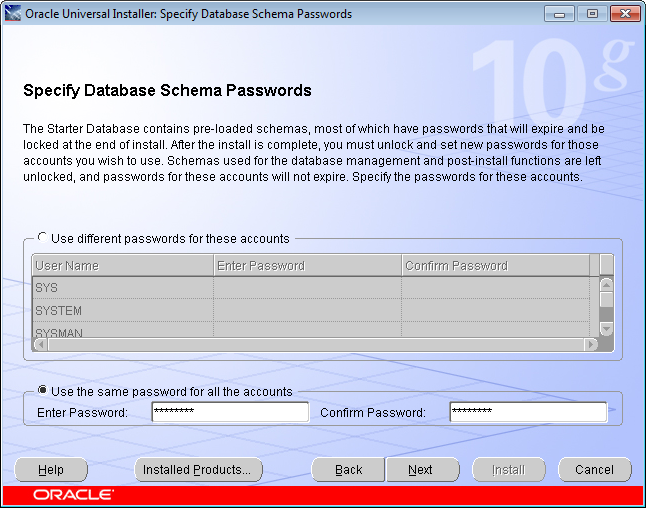 Oracle Universal Installer: Specify Database Schema Passwords
10g
Specify Database Schema Passwords
The Starter Database contains pre-loaded schemas, most of which have passwords that will expire and be
locked at the end of install. After the install is complete, you must unlock and set new passwords for those
accounts you wish to use. Schemas used for the database management and post-install functions are left
unlocked, and passwords for these accounts will not expire. Specify the passwords for these accounts.
Use different passwords for these accounts
User Name Enter Password Confirm Password
SYS
SYSTEM
SYSMAN
Use the same password for all the accounts
Enter Password: ******** Confirm Password: ********
Help Installed Products... Back Next Install Cancel
ORACLE